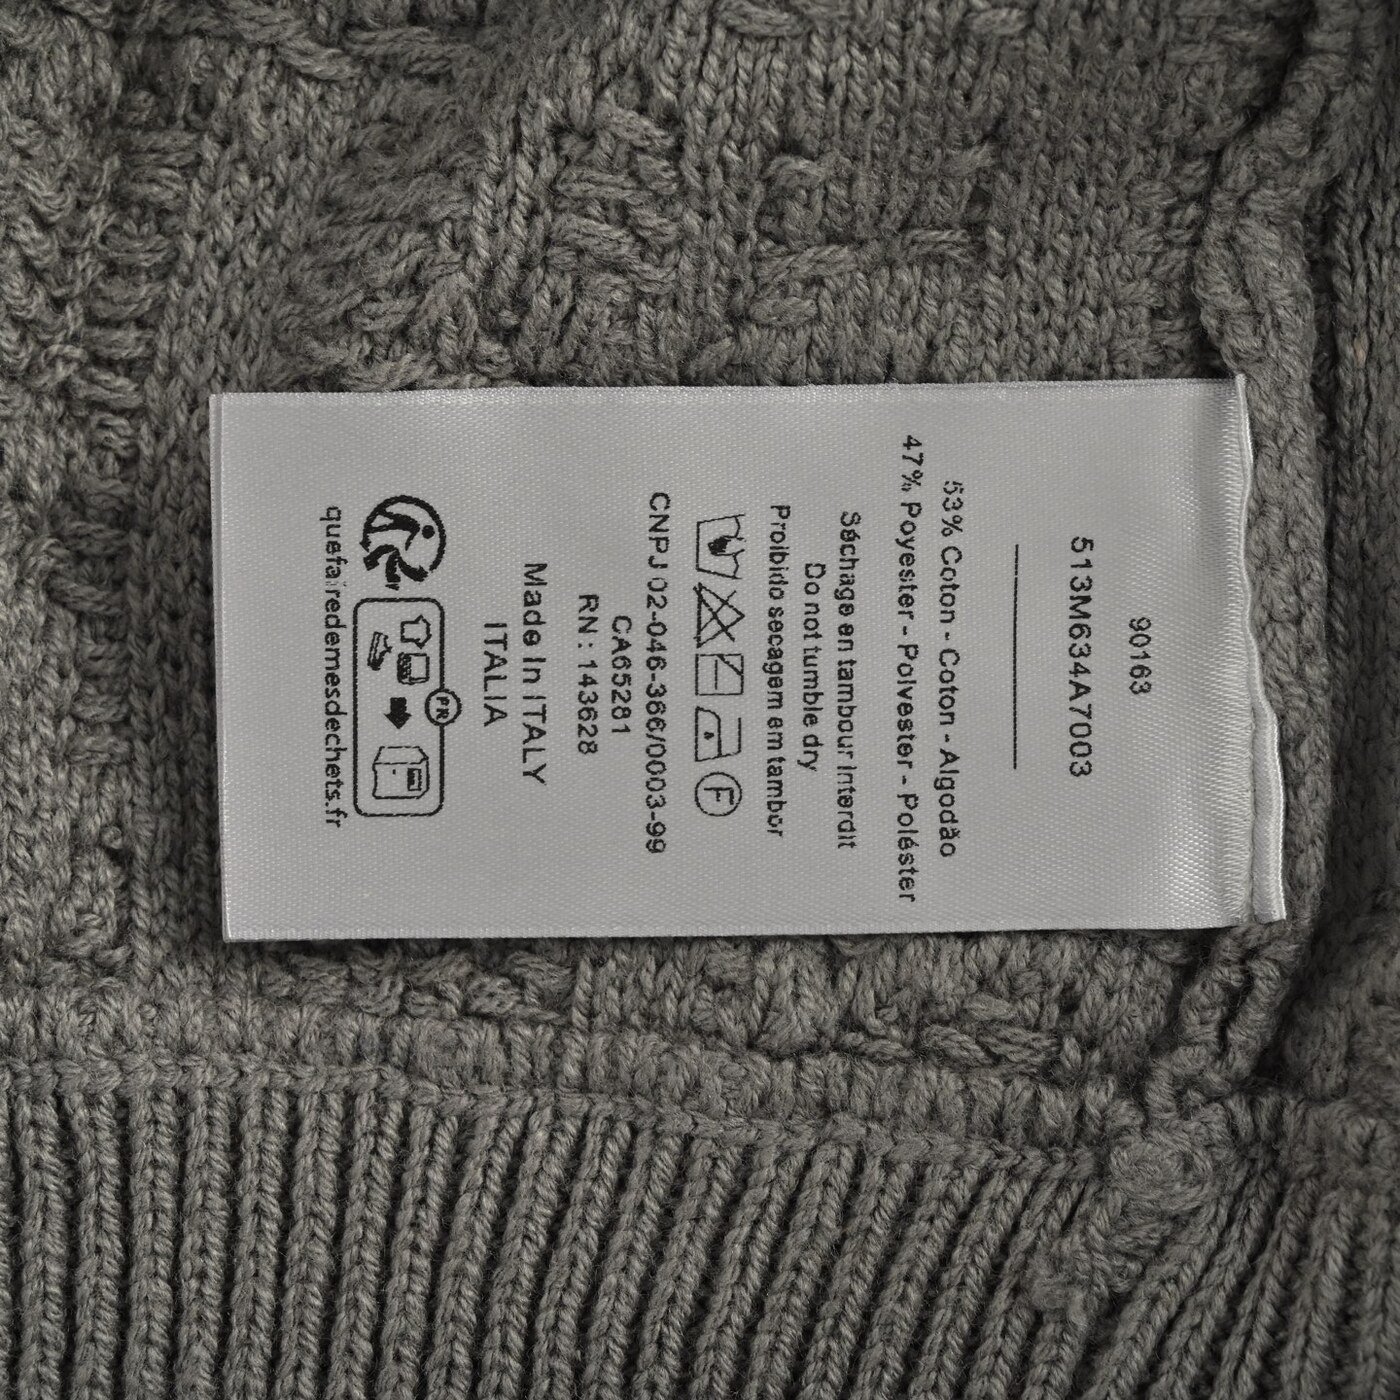 90163
513M634A7003
53% Coton - Coton - Algodão
47% Poyester - Polyester - Poléster
Séchage en tambour interdit
Do not tumble dry
Proibido secagem em tambor
F
CNPJ 02-046-366/0003-99
CA65281
RN : 143628
Made In ITALY
ITALIA
FR
quefairedemesdechets.fr